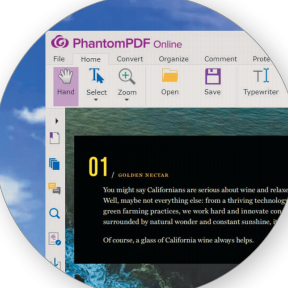 PhantomPDF Online
File Home Convert Organize Comment
Hand Select Zoom Open Save Typewriter
01 / GOLDEN NECTAR
You might say Californians are serious about wine and relaxe
Well, maybe not everything else: from a thriving technology
green farming practices, we work hard and innovate con
surrounded by natural wonder and constant sunshine, i
Of course, a glass of California wine always helps.